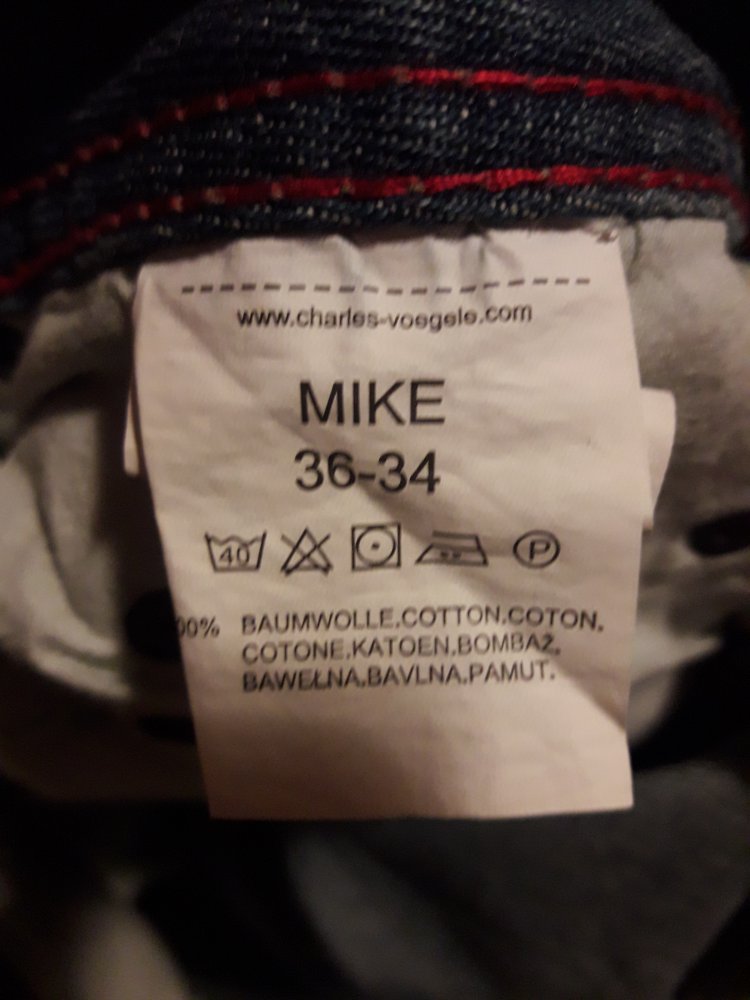 www.charles-voegele.com
MIKE
36-34
40 P
00% BAUMWOLLE.COTTON.COTON.
COTONE.KATOEN.BOMBAŽ.
BAWEŁNA.BAVLNA.PAMUT.